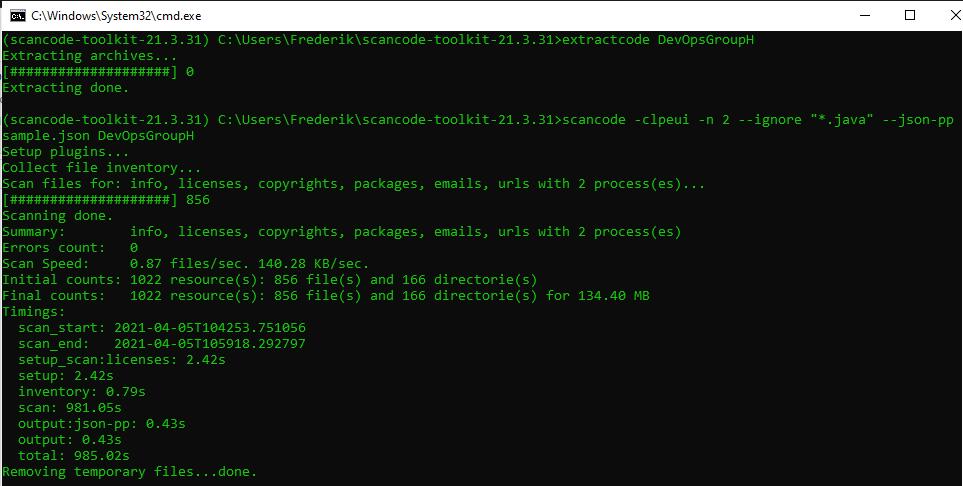 C:\Windows\System32\cmd.exe
(scancode-toolkit-21.3.31) C:\Users\Frederik\scancode-toolkit-21.3.31>extractcode DevOpsGroupH
Extracting archives...
[####################] 0
Extracting done.
(scancode-toolkit-21.3.31) C:\Users\Frederik\scancode-toolkit-21.3.31>scancode -clpeui -n 2 --ignore "*.java" --json-pp
sample.json DevOpsGroupH
Setup plugins...
Collect file inventory...
Scan files for: info, licenses, copyrights, packages, emails, urls with 2 process(es)...
[####################] 856
Scanning done.
Summary:        info, licenses, copyrights, packages, emails, urls with 2 process(es)
Errors count:   0
Scan Speed:     0.87 files/sec. 140.28 KB/sec.
Initial counts: 1022 resource(s): 856 file(s) and 166 directorie(s)
Final counts:   1022 resource(s): 856 file(s) and 166 directorie(s) for 134.40 MB
Timings:
  scan_start: 2021-04-05T104253.751056
  scan_end:   2021-04-05T105918.292797
  setup_scan:licenses: 2.42s
  setup: 2.42s
  inventory: 0.79s
  scan: 981.05s
  output:json-pp: 0.43s
  output: 0.43s
  total: 985.02s
Removing temporary files...done.